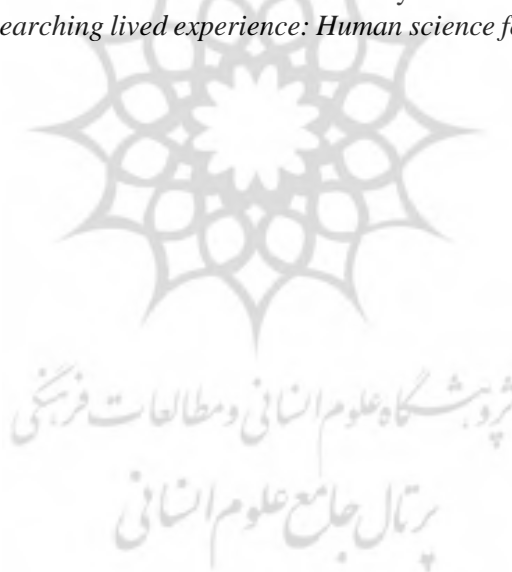 earching lived experience: Human science fo
پژوهشگاه علوم انسانی و مطالعات فرهنگی
پرتال جامع علوم انسانی